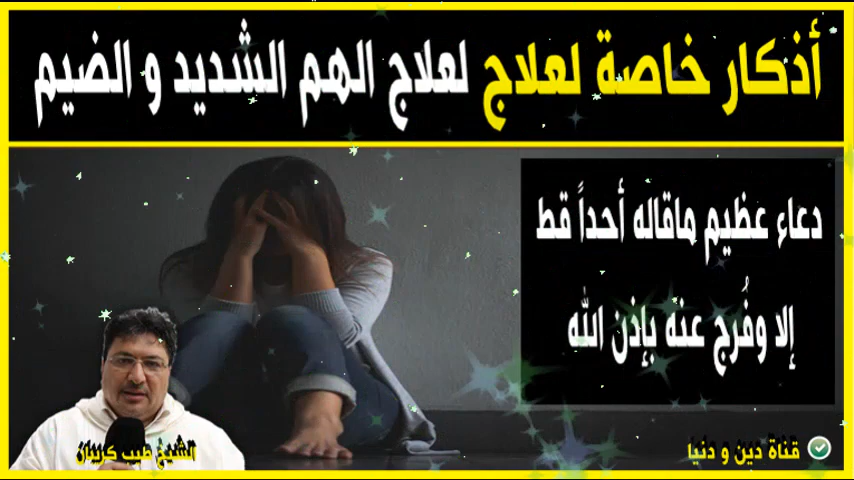 أذكار خاصة لعلاج لعلاج الهم الشديد و الضيم
دعاء عظيم ماقاله أحداً قط
إلا وفُرج عنه بإذن الله
الشيخ طيب كريبان
قناة دين و دنيا